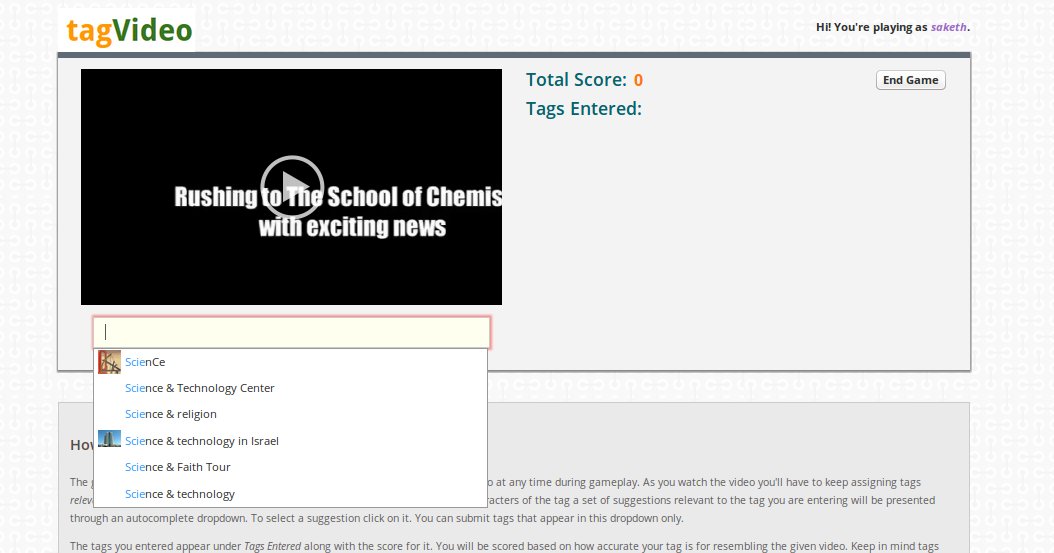 tagVideo
Hi! You're playing as saketh.
Rushing to The School of Chemis
with exciting news
Total Score: 0
End Game
Tags Entered:
ScienCe
Science & Technology Center
Science & religion
Science & technology in Israel
Science & Faith Tour
Science & technology
How
The g
o at any time during gameplay. As you watch the video you'll have to keep assigning tags
relev
racters of the tag a set of suggestions relevant to the tag you are entering will be presented
through an autocomplete dropdown. To select a suggestion click on it. You can submit tags that appear in this dropdown only.
The tags you entered appear under Tags Entered along with the score for it. You will be scored based on how accurate your tag is for resembling the given video. Keep in mind tags